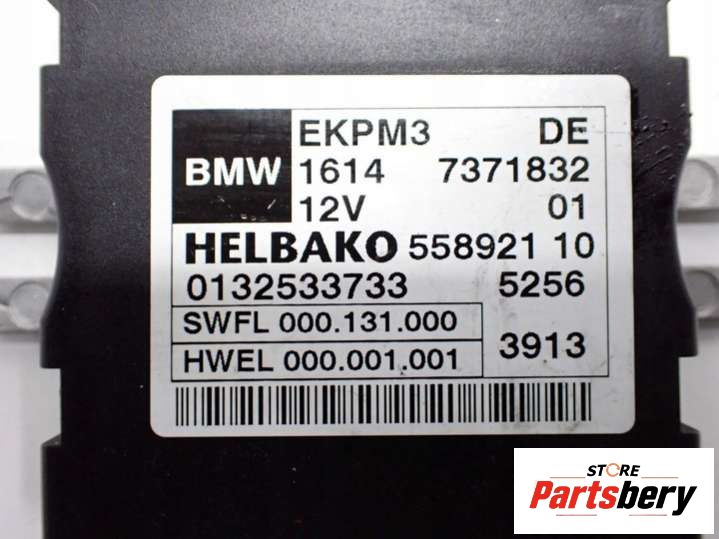 EKPM3 DE
BMW 1614 7371832
12V 01
HELBAKO 558921 10
0132533733 5256
SWFL 000.131.000
HWEL 000.001.001 3913
STORE
Partsbery